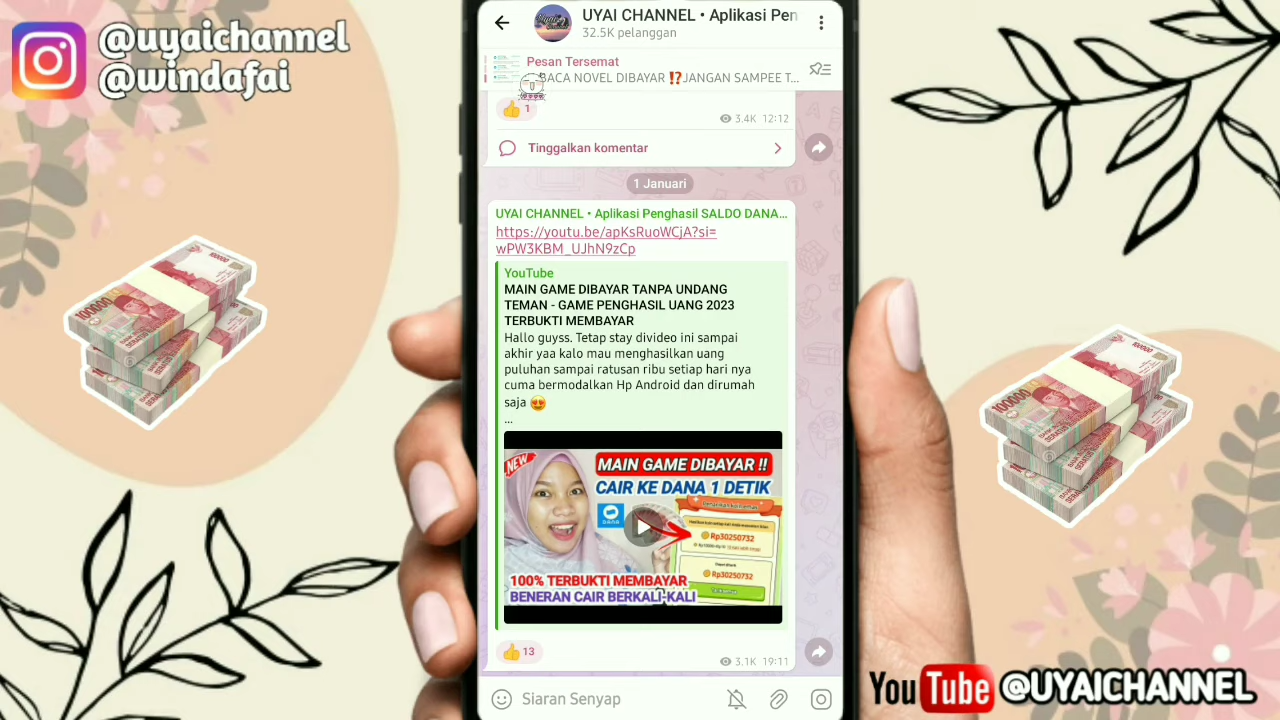 @uyaichannel
@windafai
UYAI CHANNEL • Aplikasi Pen
32.5K pelanggan
Pesan Tersemat
BACA NOVEL DIBAYAR ⁉️JANGAN SAMPEE T...
👍 1
3.4K 12:12
Tinggalkan komentar
1 Januari
UYAI CHANNEL • Aplikasi Penghasil SALDO DANA...
https://youtu.be/apKsRuoWCjA?si=
wPW3KBM_UJhN9zCp
YouTube
MAIN GAME DIBAYAR TANPA UNDANG
TEMAN - GAME PENGHASIL UANG 2023
TERBUKTI MEMBAYAR
Hallo guyss. Tetap stay divideo ini sampai
akhir yaa kalo mau menghasilkan uang
puluhan sampai ratusan ribu setiap hari nya
cuma bermodalkan Hp Android dan dirumah
saja 😍
...
NEW
MAIN GAME DIBAYAR !!
CAIR KE DANA 1 DETIK
DANA
Rp30250732
Rp30250732
100% TERBUKTI MEMBAYAR
BENERAN CAIR BERKALI-KALI
👍 13
3.1K 19:11
Siaran Senyap
100000
100000
100000
100000
YouTube @UYAICHANNEL